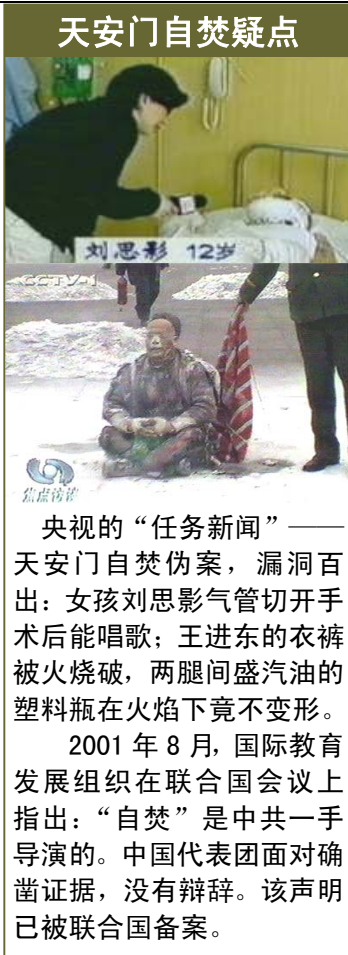 天安门自焚疑点
刘思影 12岁
CCTV-1
焦点访谈
央视的“任务新闻”——
天安门自焚伪案，漏洞百
出：女孩刘思影气管切开手
术后能唱歌；王进东的衣裤
被火烧破，两腿间盛汽油的
塑料瓶在火焰下竟不变形。
2001 年 8 月，国际教育
发展组织在联合国会议上
指出：“自焚”是中共一手
导演的。中国代表团面对确
凿证据，没有辩辞。该声明
已被联合国备案。